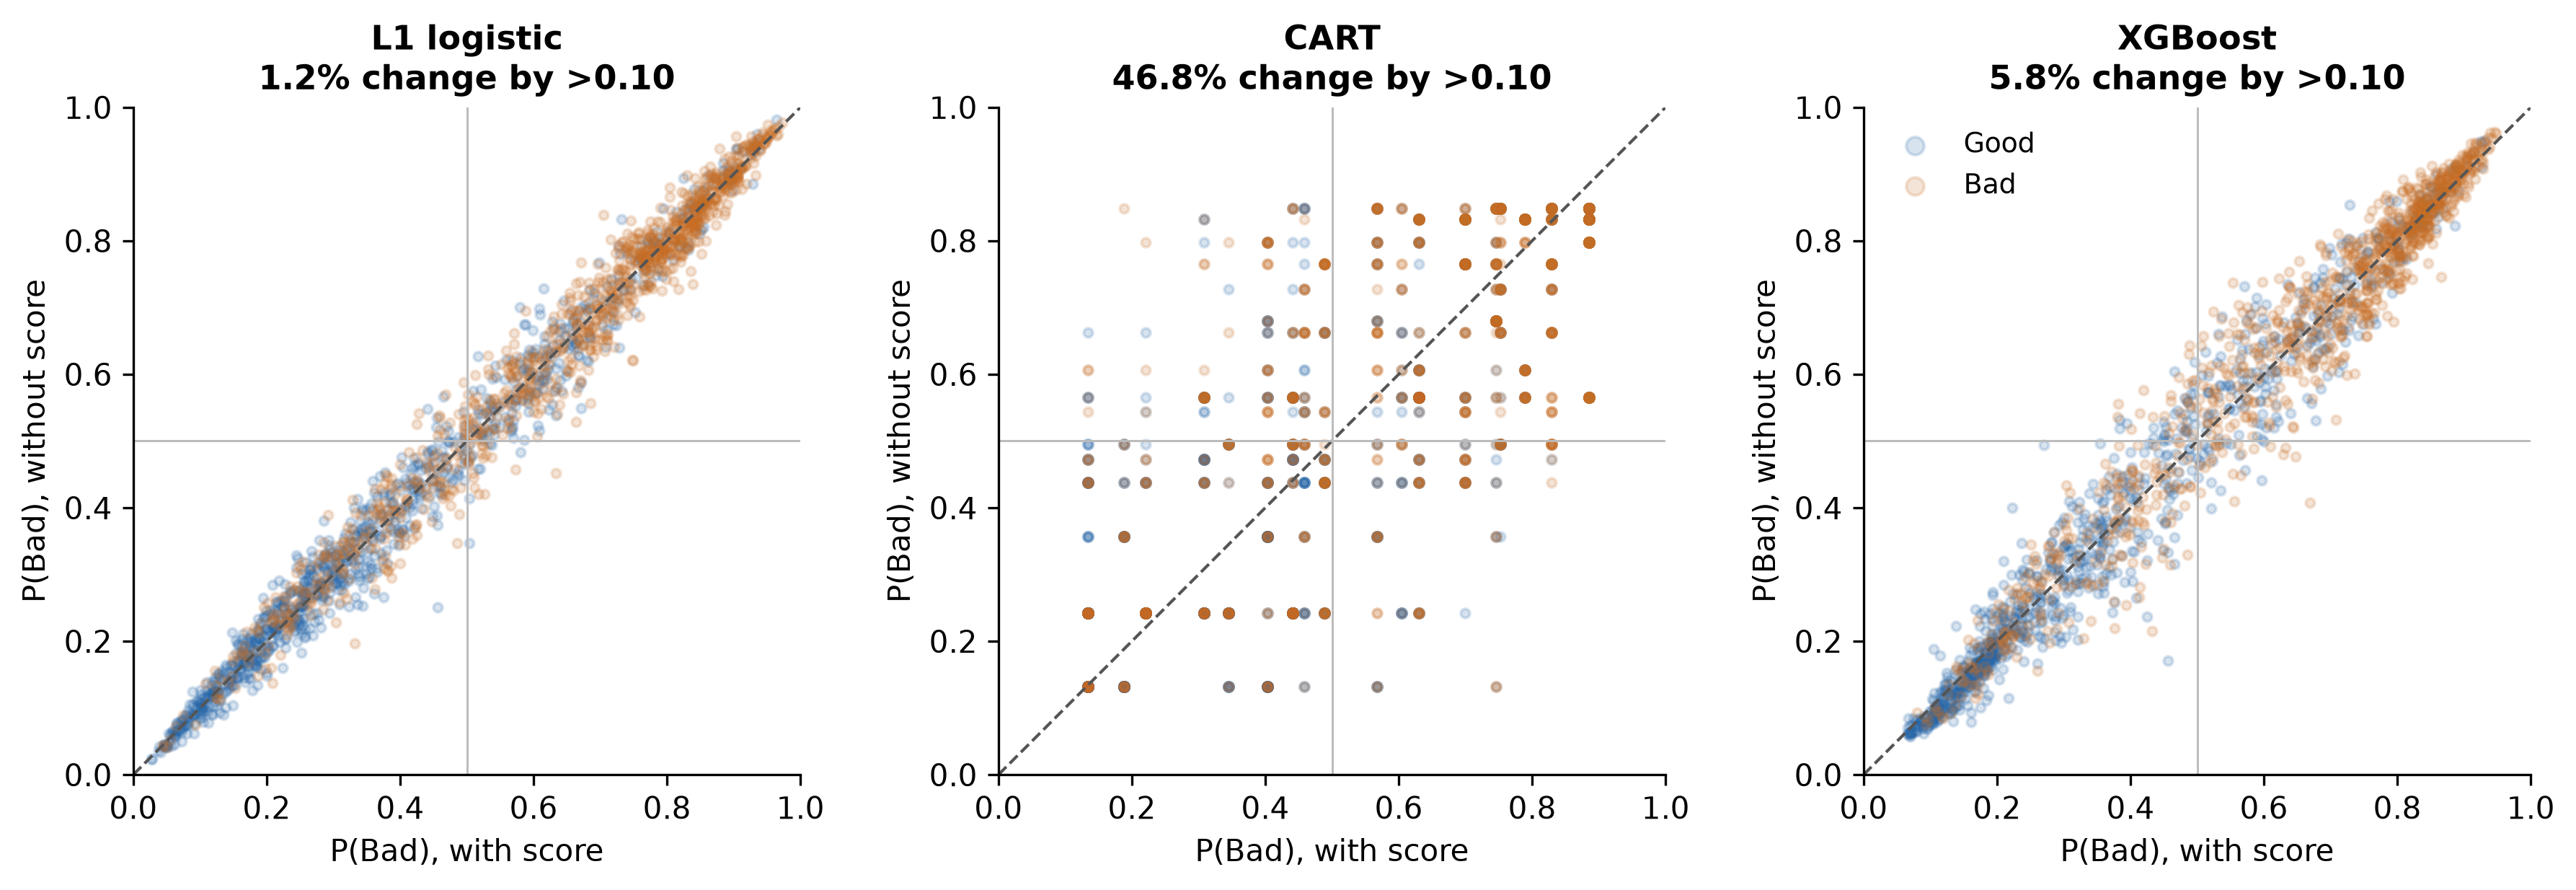 L1 logistic
1.2% change by >0.10
1.0
0.8
0.6
0.4
0.2
0.0
P(Bad), without score
0.0 0.2 0.4 0.6 0.8 1.0
P(Bad), with score
CART
46.8% change by >0.10
1.0
0.8
0.6
0.4
0.2
0.0
P(Bad), without score
0.0 0.2 0.4 0.6 0.8 1.0
P(Bad), with score
XGBoost
5.8% change by >0.10
Good
Bad
1.0
0.8
0.6
0.4
0.2
0.0
P(Bad), without score
0.0 0.2 0.4 0.6 0.8 1.0
P(Bad), with score